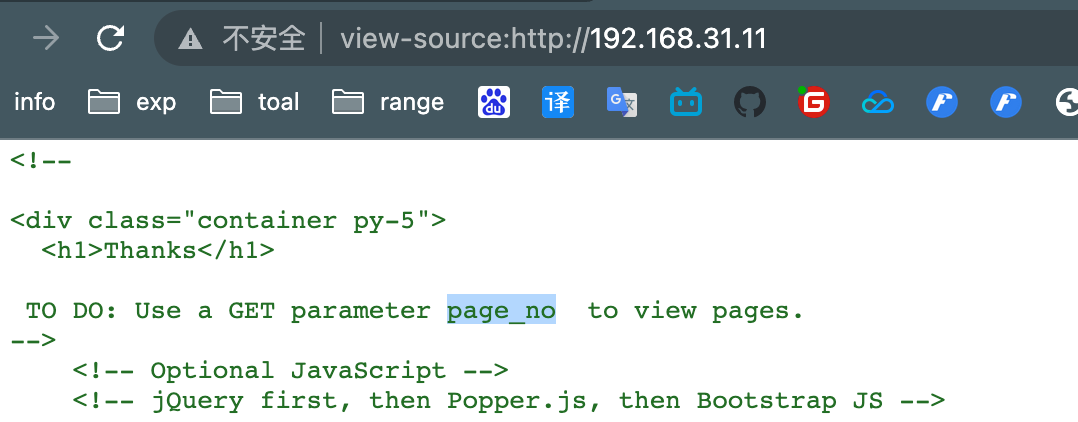 不安全 view-source:http://192.168.31.11
info exp toal range du 译 G 文 G F F
<!--
<div class="container py-5">
<h1>Thanks</h1>
TO DO: Use a GET parameter page_no to view pages.
-->
<!-- Optional JavaScript -->
<!-- jQuery first, then Popper.js, then Bootstrap JS -->